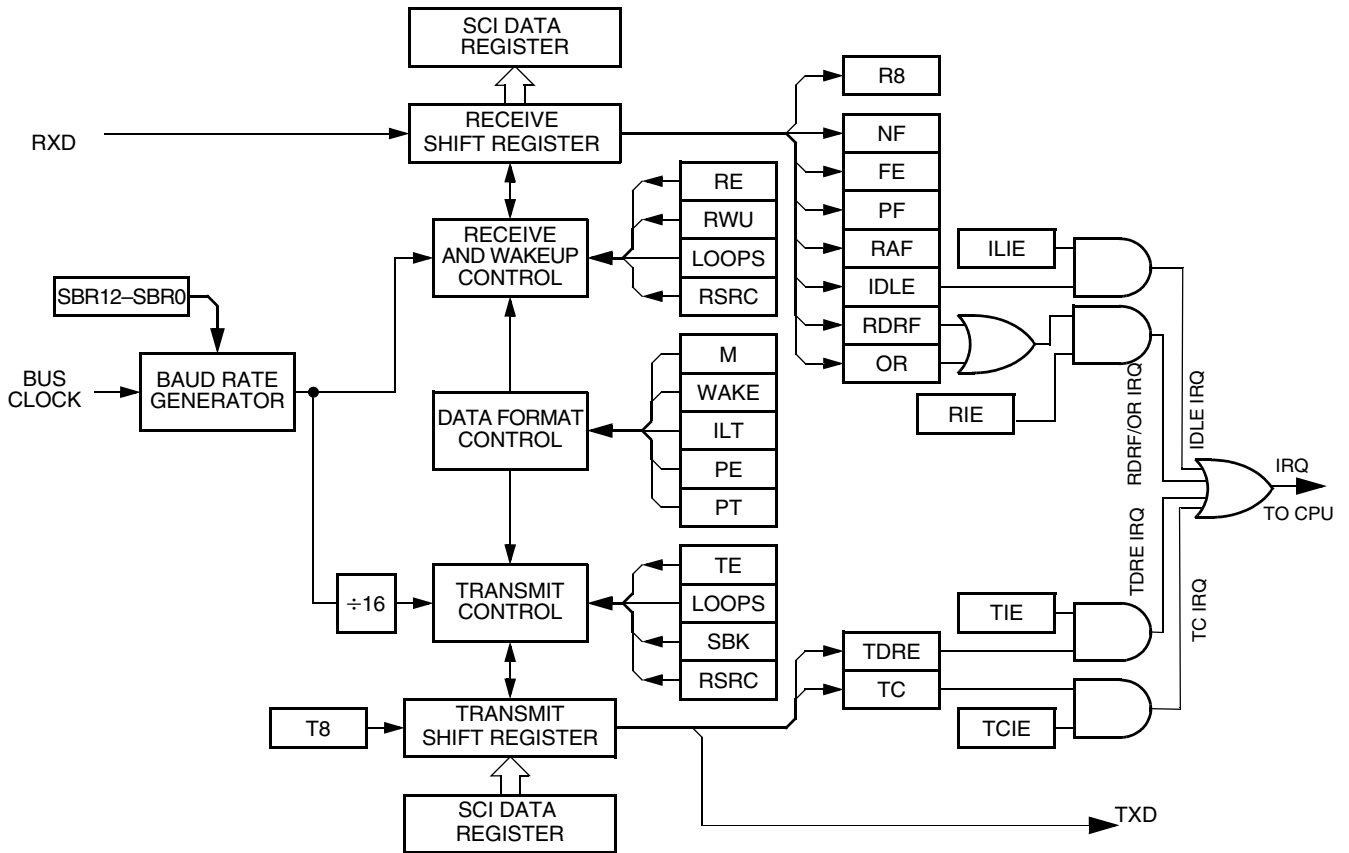 SCI DATA
REGISTER
RXD
RECEIVE
SHIFT REGISTER
RECEIVE
AND WAKEUP
CONTROL
RE
RWU
LOOPS
RSRC
R8
NF
FE
PF
RAF
IDLE
RDRF
OR
ILIE
RIE
SBR12–SBR0
BUS
CLOCK
BAUD RATE
GENERATOR
DATA FORMAT
CONTROL
M
WAKE
ILT
PE
PT
RDRF/OR IRQ
IDLE IRQ
IRQ
TO CPU
TDRE IRQ
TC IRQ
÷16
TRANSMIT
CONTROL
TE
LOOPS
SBK
RSRC
TIE
TDRE
TC
TCIE
T8
TRANSMIT
SHIFT REGISTER
SCI DATA
REGISTER
TXD